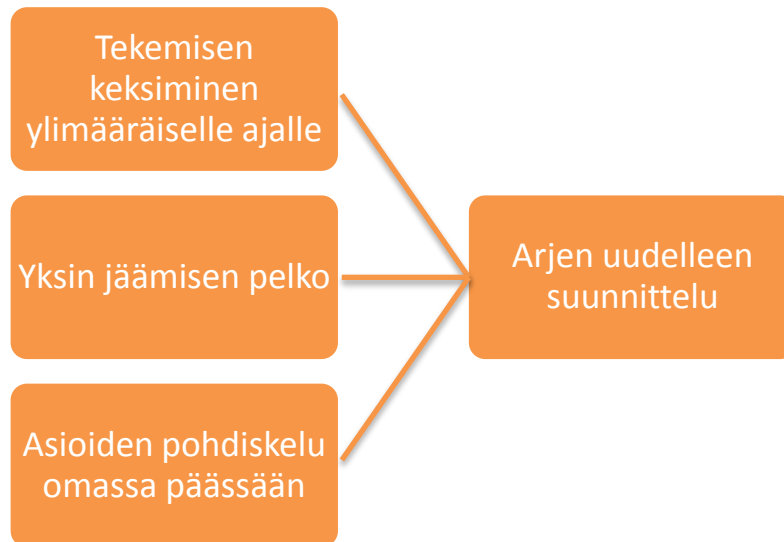 Tekemisen
keksiminen
ylimääräiselle ajalle
Yksin jäämisen pelko
Asioiden pohdiskelu
omassa päässään
Arjen uudelleen
suunnittelu